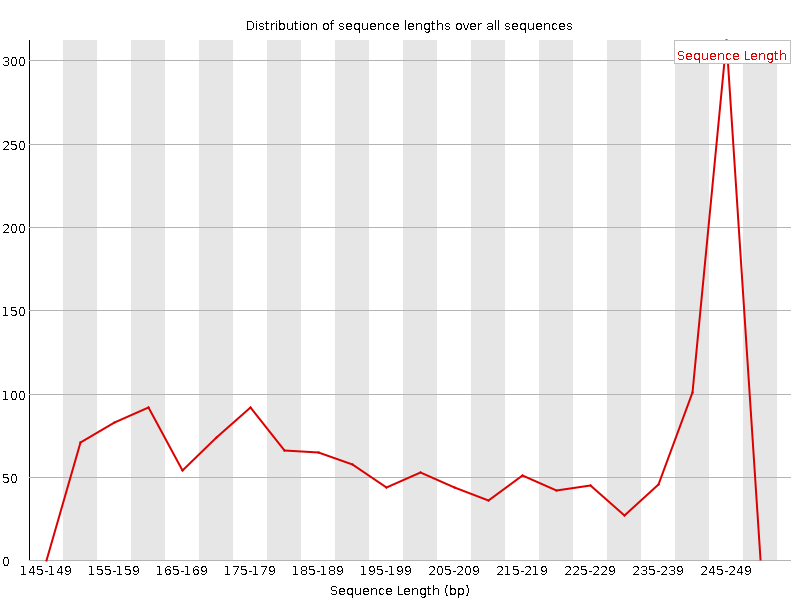 Distribution of sequence lengths over all sequences
Sequence Length
300
250
200
150
100
50
0
145-149 155-159 165-169 175-179 185-189 195-199 205-209 215-219 225-229 235-239 245-249
Sequence Length (bp)